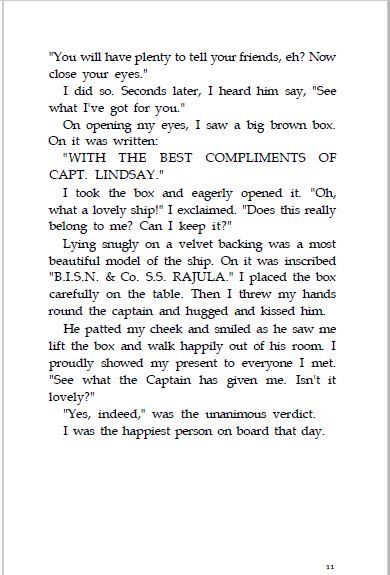 "You will have plenty to tell your friends, eh? Now
close your eyes."
I did so. Seconds later, I heard him say, "See
what I've got for you."
On opening my eyes, I saw a big brown box.
On it was written:
"WITH THE BEST COMPLIMENTS OF
CAPT. LINDSAY."
I took the box and eagerly opened it. "Oh,
what a lovely ship!" I exclaimed. "Does this really
belong to me? Can I keep it?"
Lying snugly on a velvet backing was a most
beautiful model of the ship. On it was inscribed
"B.I.S.N. & Co. S.S. RAJULA." I placed the box
carefully on the table. Then I threw my hands
round the captain and hugged and kissed him.
He patted my cheek and smiled as he saw me
lift the box and walk happily out of his room. I
proudly showed my present to everyone I met.
"See what the Captain has given me. Isn't it
lovely?"
"Yes, indeed," was the unanimous verdict.
I was the happiest person on board that day.
11